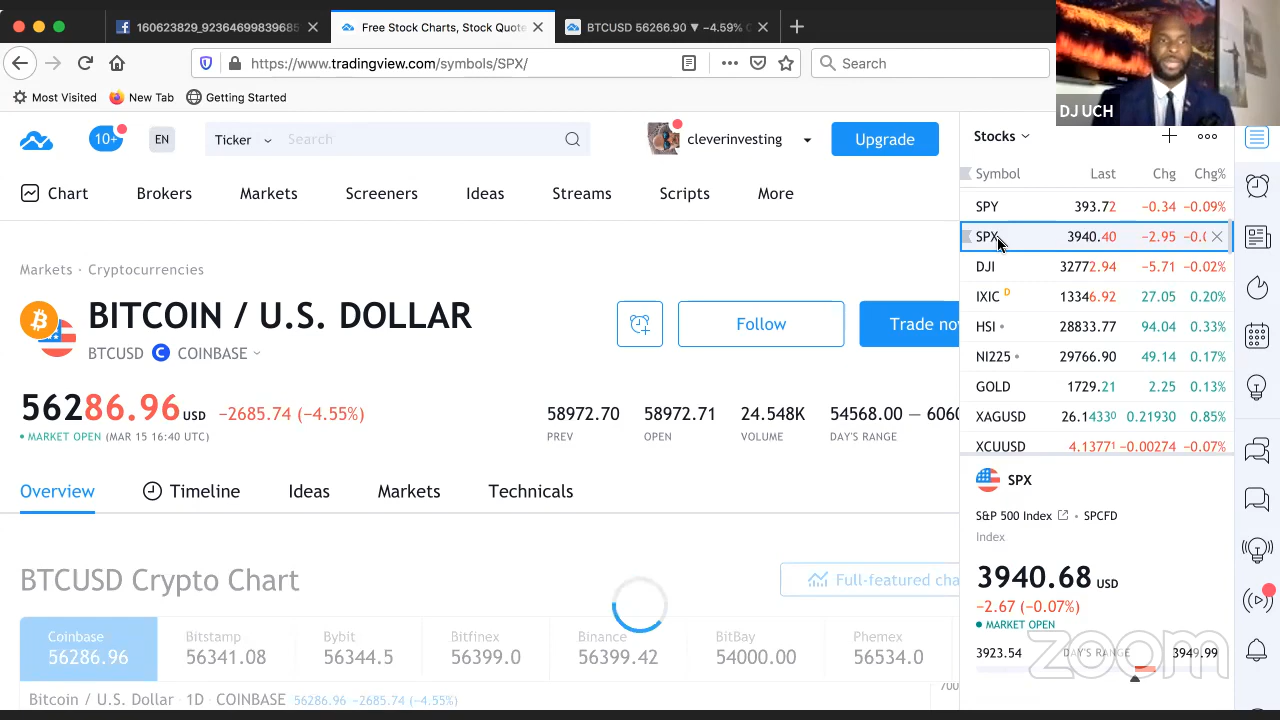 160623829_92364699839685
Free Stock Charts, Stock Quote
BTCUSD 56266.90 ▼ −4.59%
https://www.tradingview.com/symbols/SPX/
Search
Most Visited
New Tab
Getting Started
DJ UCH
10+
EN
Ticker
Search
cleverinvesting
Upgrade
Chart
Brokers
Markets
Screeners
Ideas
Streams
Scripts
More
Markets · Cryptocurrencies
BITCOIN / U.S. DOLLAR
BTCUSD COINBASE
Follow
Trade no
56286.96 USD −2685.74 (−4.55%)
• MARKET OPEN (MAR 15 16:40 UTC)
58972.70
PREV
58972.71
OPEN
24.548K
VOLUME
54568.00 — 6060
DAY'S RANGE
Overview
Timeline
Ideas
Markets
Technicals
BTCUSD Crypto Chart
Full-featured cha
Coinbase
56286.96
Bitstamp
56341.08
Bybit
56344.5
Bitfinex
56399.0
Binance
56399.42
BitBay
54000.00
Phemex
56534.0
Bitcoin / U.S. Dollar 1D COINBASE 56286.96 −2685.74 (−4.55%)
700
Stocks
Symbol Last Chg Chg%
SPY 393.72 −0.34 −0.09%
SPX 3940.40 −2.95 −0.0
DJI 32772.94 −5.71 −0.02%
IXIC D 13346.92 27.05 0.20%
HSI • 28833.77 94.04 0.33%
NI225 • 29766.90 49.14 0.17%
GOLD 1729.21 2.25 0.13%
XAGUSD 26.14330 0.21930 0.85%
XCUUSD 4.13771 −0.00274 −0.07%
SPX
S&P 500 Index • SPCFD
Index
3940.68 USD
−2.67 (−0.07%)
• MARKET OPEN
3923.54 DAY'S RANGE 3949.99
zoom